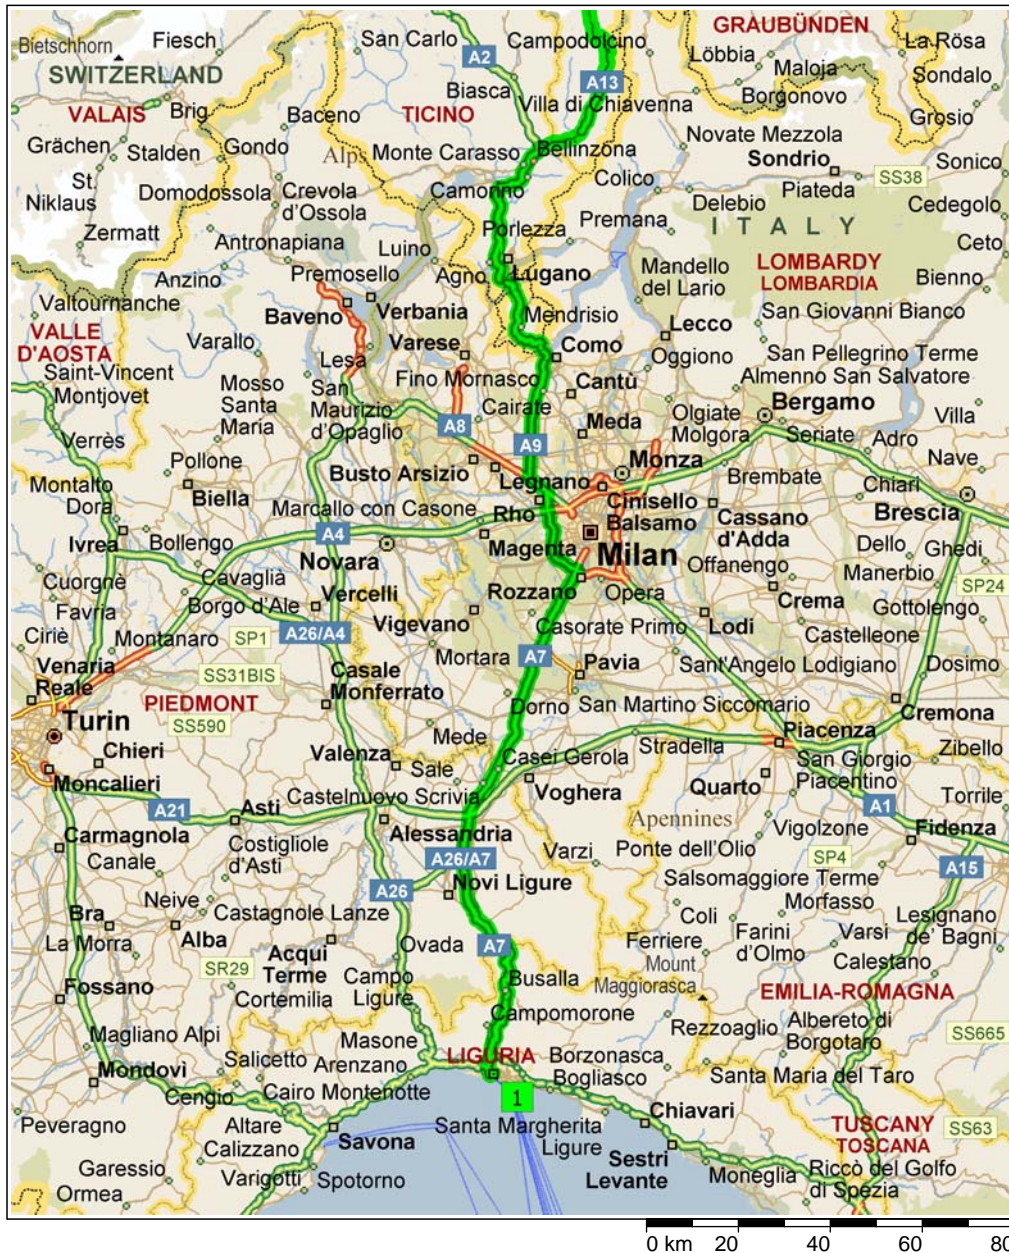 GRAUBÜNDEN
Bietschhorn
Fiesch
San Carlo
Campodolcino
La Rösa
Löbbia
A2
SWITZERLAND
Maloja
Sondalo
A13
Biasca
Borgonovo
VALAIS
Brig
Baceno
TICINO
Villa di Chiavenna
Grosio
Grächen
Stalden
Gondo
Novate Mezzola
Alps
Monte Carasso
Bellinzona
Sondrio
Sonico
St.
Niklaus
Domodossola
Crevola
d'Ossola
Camorino
Colico
SS38
Piateda
Delebio
Cedegolo
Premana
Zermatt
Antronapiana
Luino
Porlezza
ITALY
Ceto
Anzino
Premosello
Agno
Lugano
Mandello
del Lario
LOMBARDY
LOMBARDIA
Bienno
Valtournanche
Baveno
Verbania
Mendrisio
San Giovanni Bianco
VALLE
D'AOSTA
Varallo
Lesa
Varese
Como
Lecco
Oggiono
San Pellegrino Terme
Saint-Vincent
Montjovet
Mosso
Santa
Maria
San
Maurizio
d'Opaglio
Fino Mornasco
Cantù
Almenno San Salvatore
Cairate
Bergamo
Villa
Verrès
A8
Meda
Olgiate
Molgora
Seriate
Adro
A9
Pollone
Busto Arsizio
Monza
Nave
Montalto
Dora
Biella
Legnano
Brembate
Chiari
Marcallo con Casone
Rho
Cinisello
Balsamo
Cassano
d'Adda
Brescia
Ivrea
Bollengo
A4
Novara
Magenta
Milan
Dello
Ghedi
Offanengo
Cuorgnè
Cavaglià
Vercelli
Rozzano
Opera
Manerbio
SP24
Favria
Borgo d'Ale
Crema
Gottolengo
Ciriè
Montanaro
SP1
A26/A4
Vigevano
Casorate Primo
Lodi
Castelleone
Venaria
Reale
SS31BIS
Casale
Monferrato
Mortara
A7
Pavia
Sant'Angelo Lodigiano
Dosimo
PIEDMONT
Turin
SS590
Dorno
San Martino Siccomario
Cremona
Chieri
Valenza
Mede
Stradella
Piacenza
Moncalieri
Sale
Casei Gerola
San Giorgio
Piacentino
Zibello
A21
Asti
Castelnuovo Scrivia
Voghera
Quarto
A1
Torrile
Carmagnola
Costigliole
d'Asti
Alessandria
Apennines
Vigolzone
Fidenza
Canale
A26/A7
Varzi
Ponte dell'Olio
SP4
A15
Neive
A26
Novi Ligure
Salsomaggiore Terme
Bra
Castagnole Lanze
Coli
Morfasso
Lesignano
de' Bagni
La Morra
Alba
Acqui
Terme
Ovada
A7
Ferriere
Farini
d'Olmo
Varsi
SR29
Campo
Ligure
Busalla
Mount
Maggiorasca
Calestano
Fossano
Cortemilia
Campomorone
EMILIA-ROMAGNA
Magliano Alpi
Masone
Rezzoaglio
Albereto di
Borgotaro
SS665
Mondovì
Salicetto
Arenzano
LIGURIA
Borzonasca
Santa Maria del Taro
Cengio
Cairo Montenotte
1
Bogliasco
Peveragno
Altare
Calizzano
Savona
Santa Margherita
Ligure
Chiavari
TUSCANY
TOSCANA
SS63
Garessio
Varigotti
Spotorno
Sestri
Levante
Moneglia
Riccò del Golfo
di Spezia
Ormea
0 km 20 40 60 80